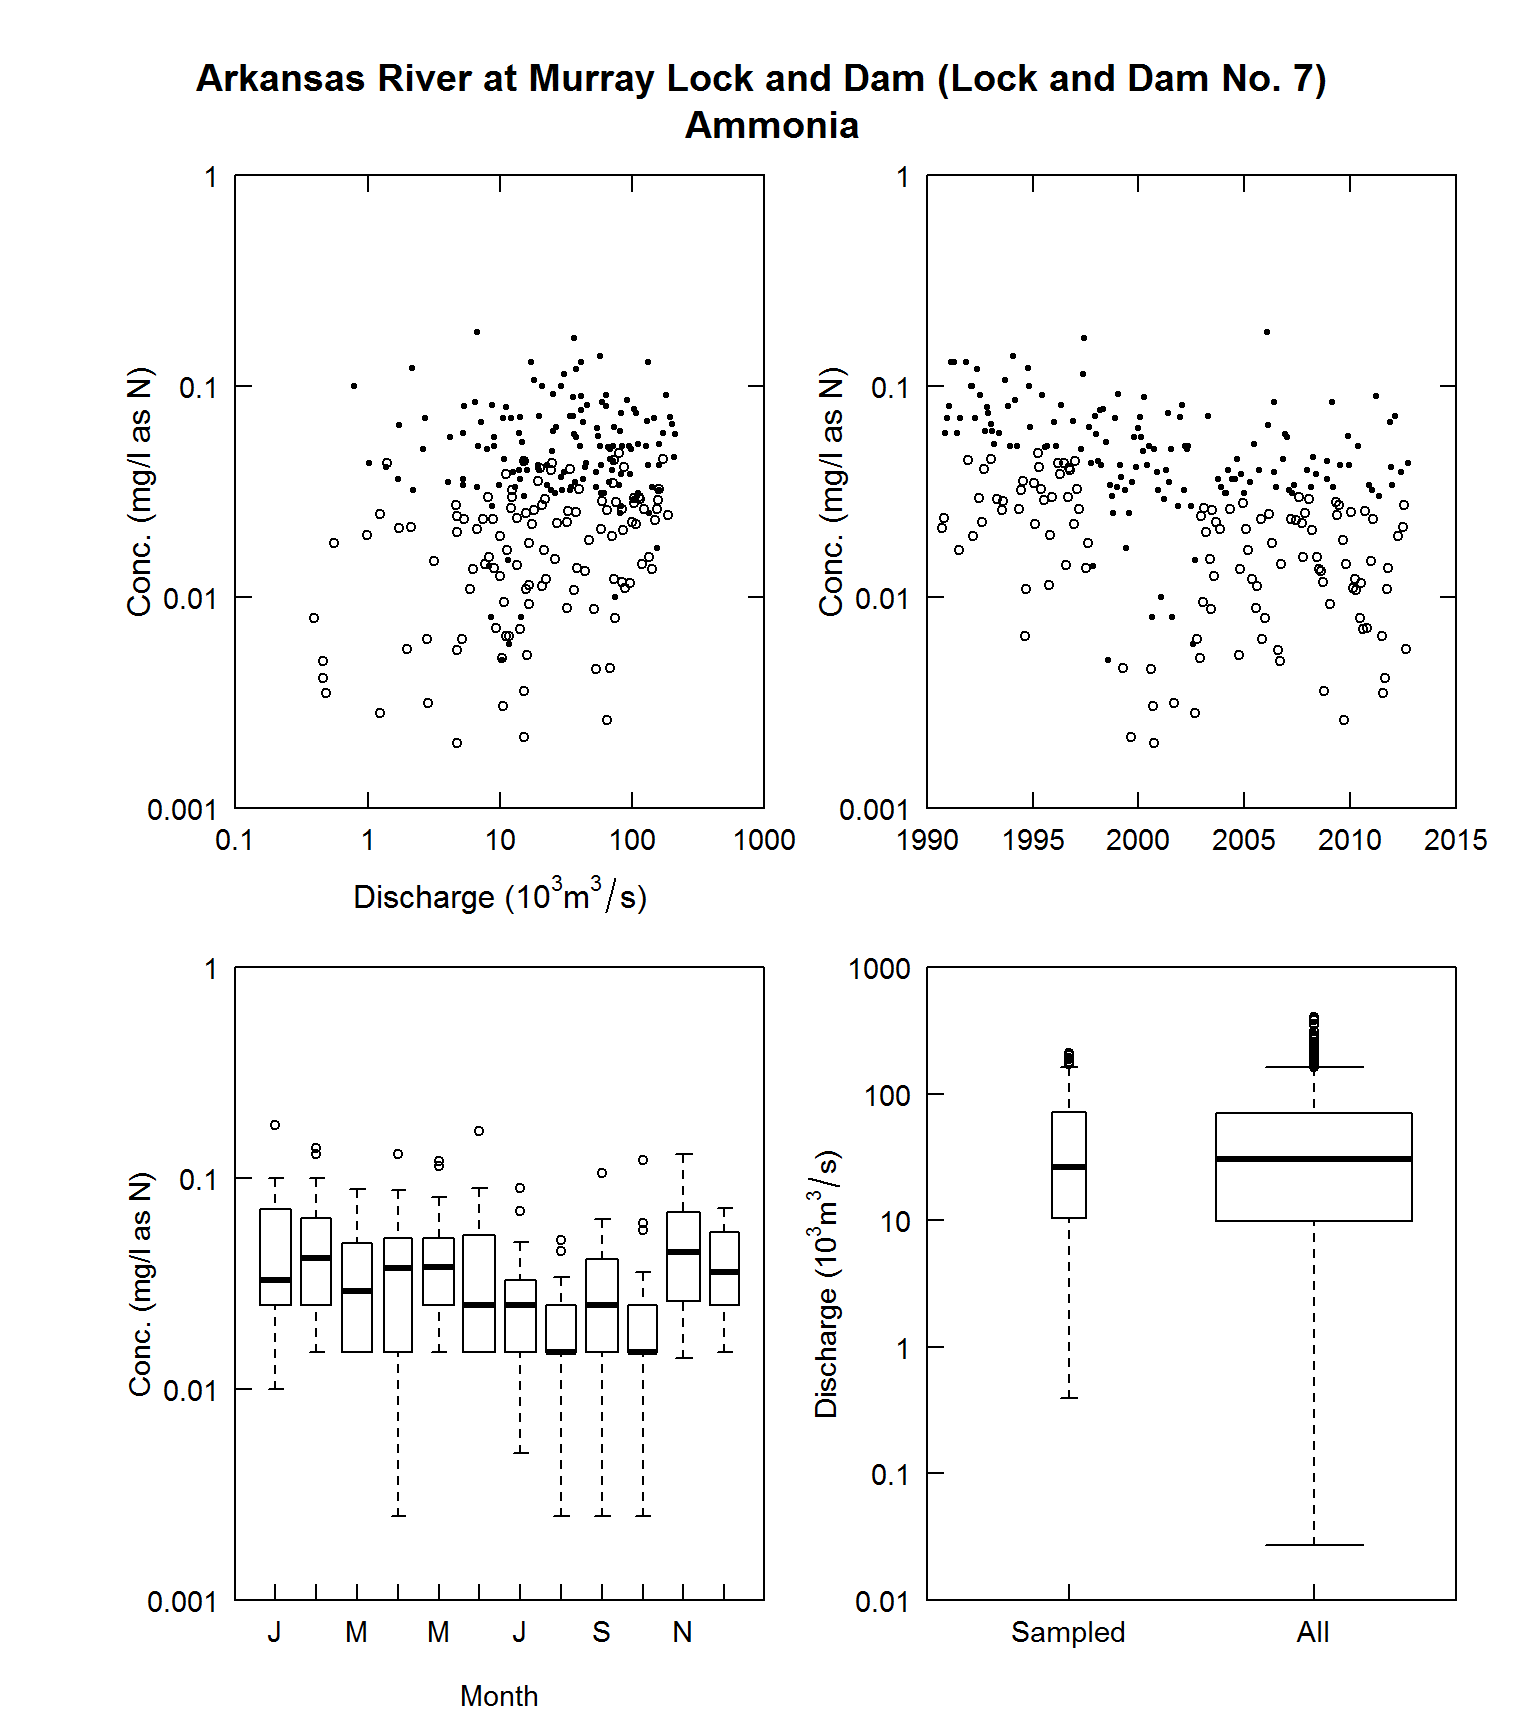 Arkansas River at Murray Lock and Dam (Lock and Dam No. 7)
Ammonia
1
0.1
0.01
0.001
Conc. (mg/l as N)
0.1 1 10 100 1000
Discharge (10³m³/s)
1
0.1
0.01
0.001
Conc. (mg/l as N)
1990 1995 2000 2005 2010 2015
1
0.1
0.01
0.001
Conc. (mg/l as N)
J M M J S N
Month
1000
100
10
1
0.1
0.01
Discharge (10³m³/s)
Sampled All